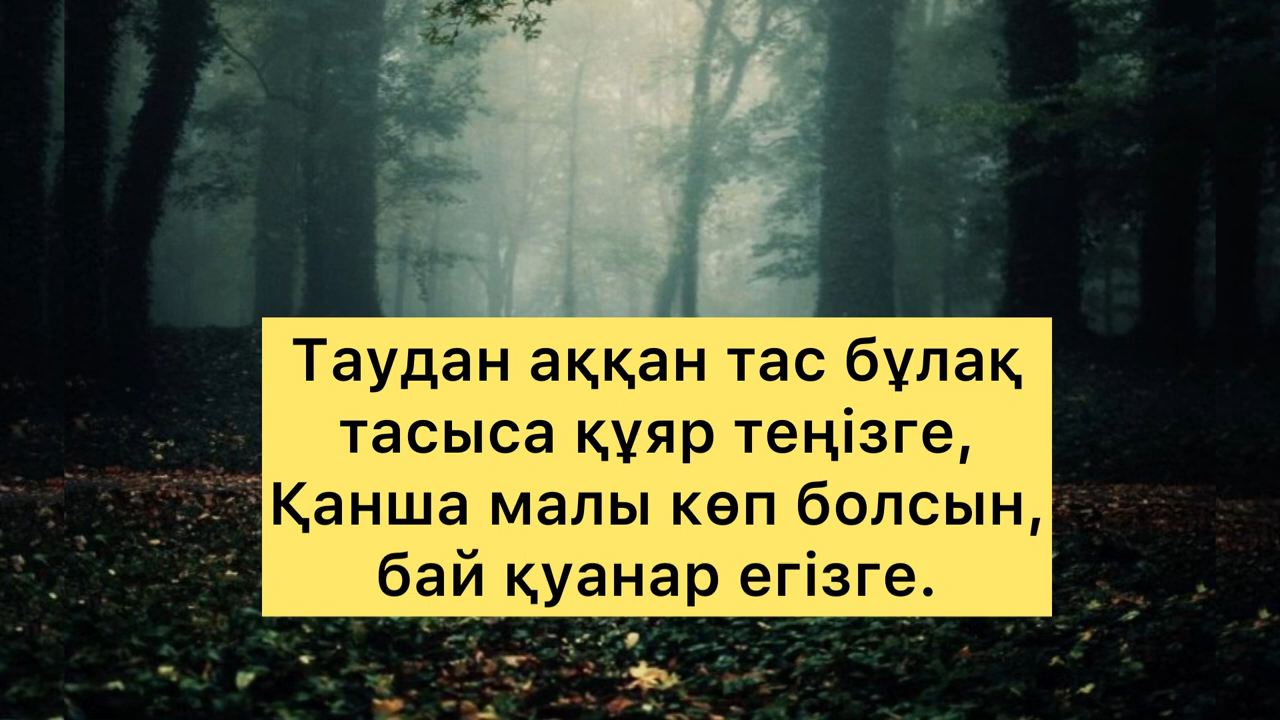 Таудан аққан тас бұлақ
тасыса құяр теңізге,
Қанша малы көп болсын,
бай қуанар егізге.